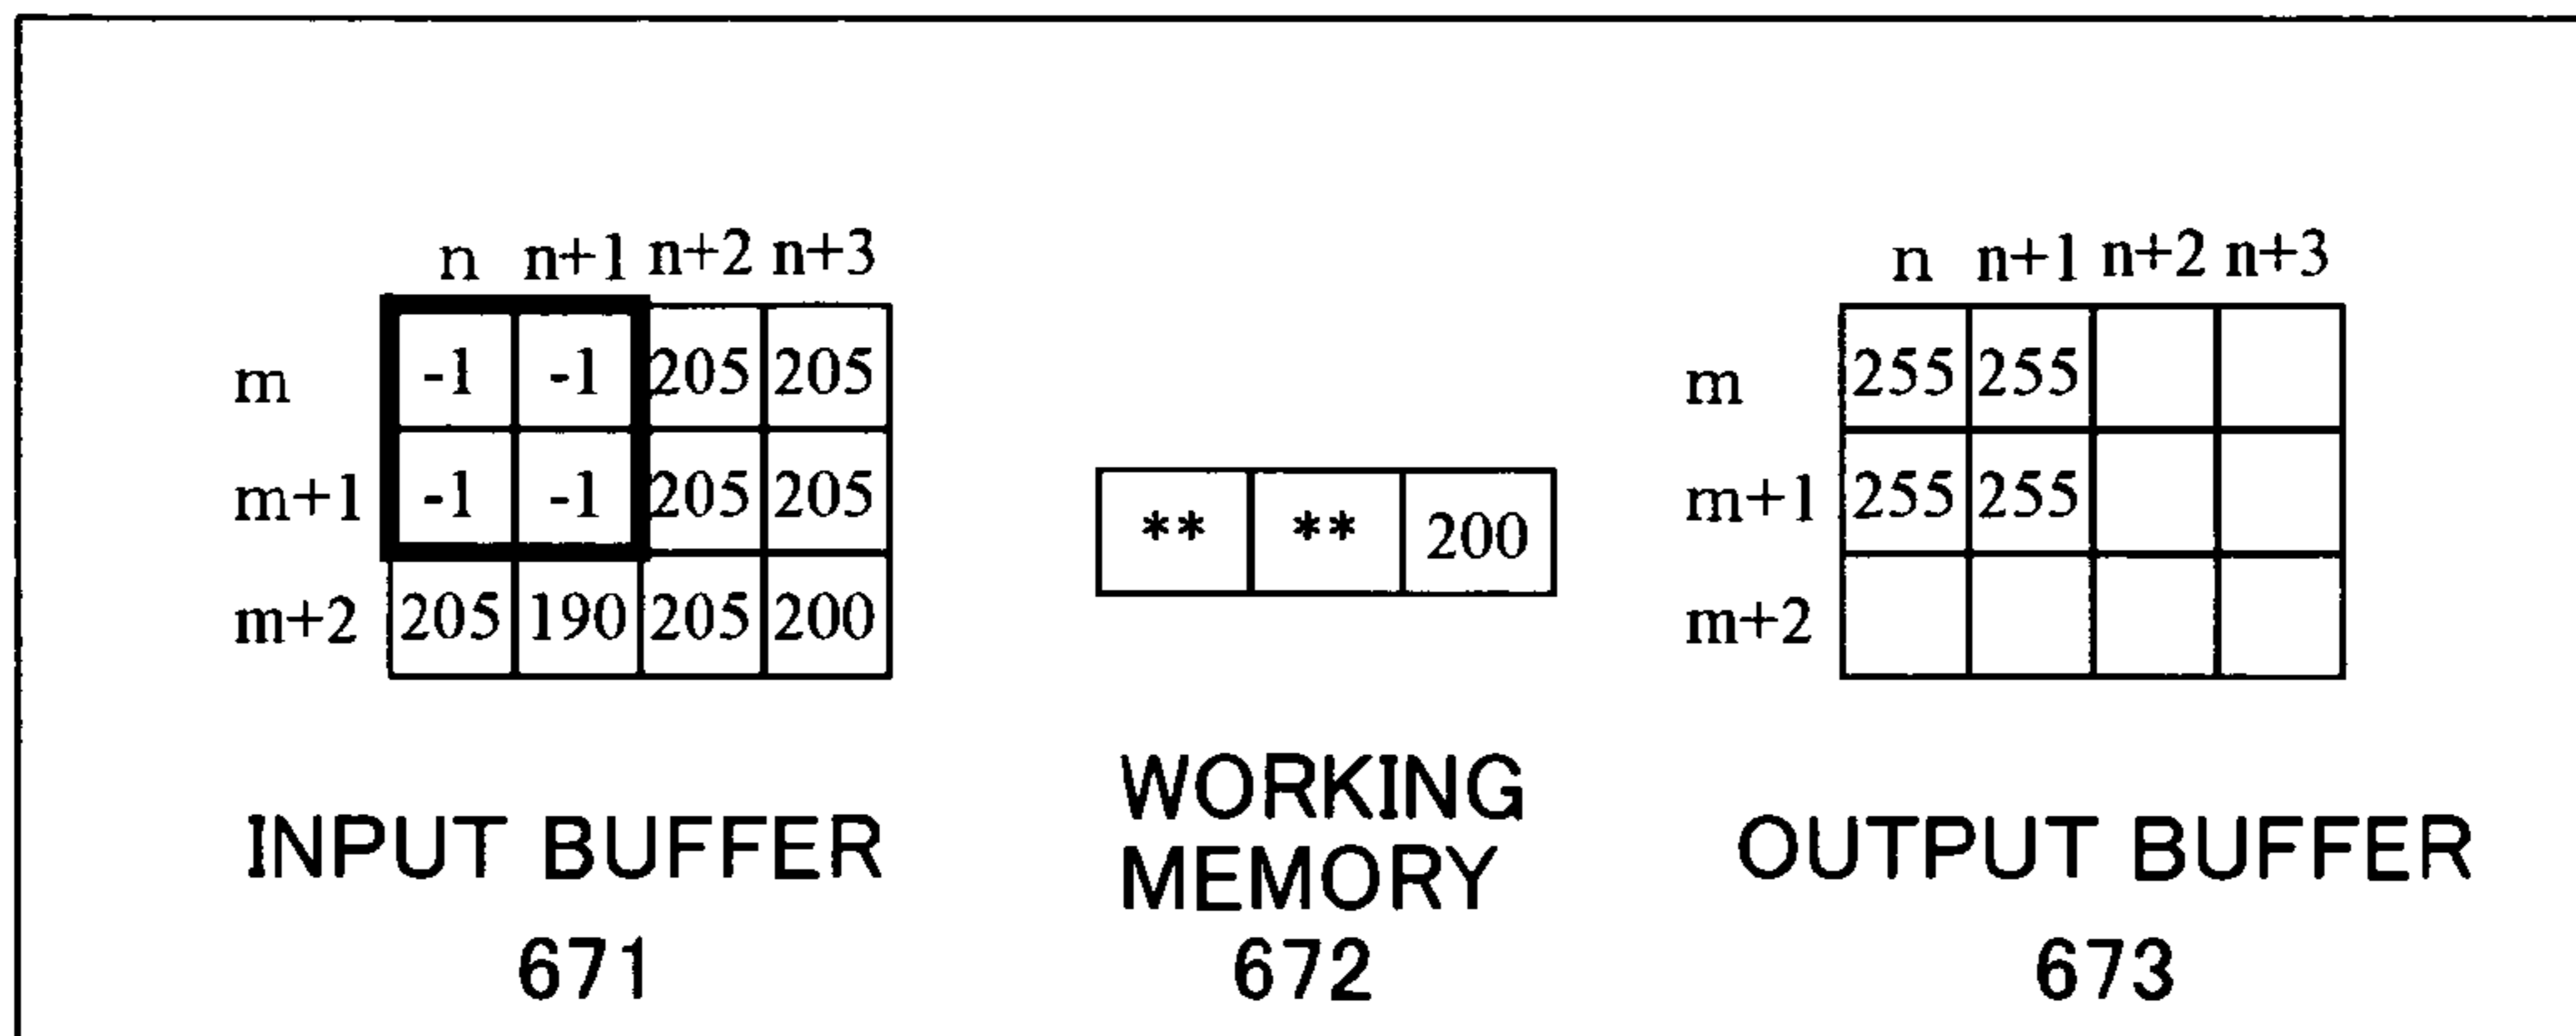 n n+1 n+2 n+3
m -1 -1 205 205
m+1 -1 -1 205 205
m+2 205 190 205 200
INPUT BUFFER
671
** ** 200
WORKING
MEMORY
672
n n+1 n+2 n+3
m 255 255
m+1 255 255
m+2
OUTPUT BUFFER
673